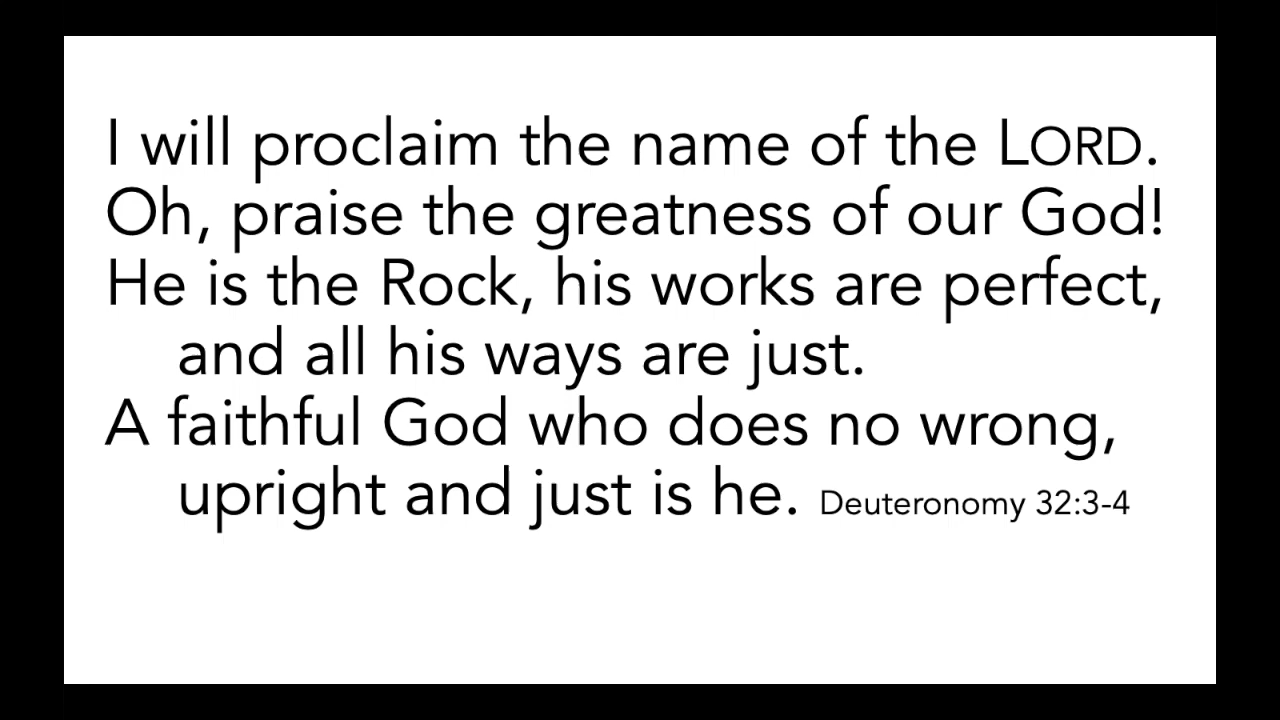 I will proclaim the name of the LORD.
Oh, praise the greatness of our God!
He is the Rock, his works are perfect,
and all his ways are just.
A faithful God who does no wrong,
upright and just is he. Deuteronomy 32:3-4